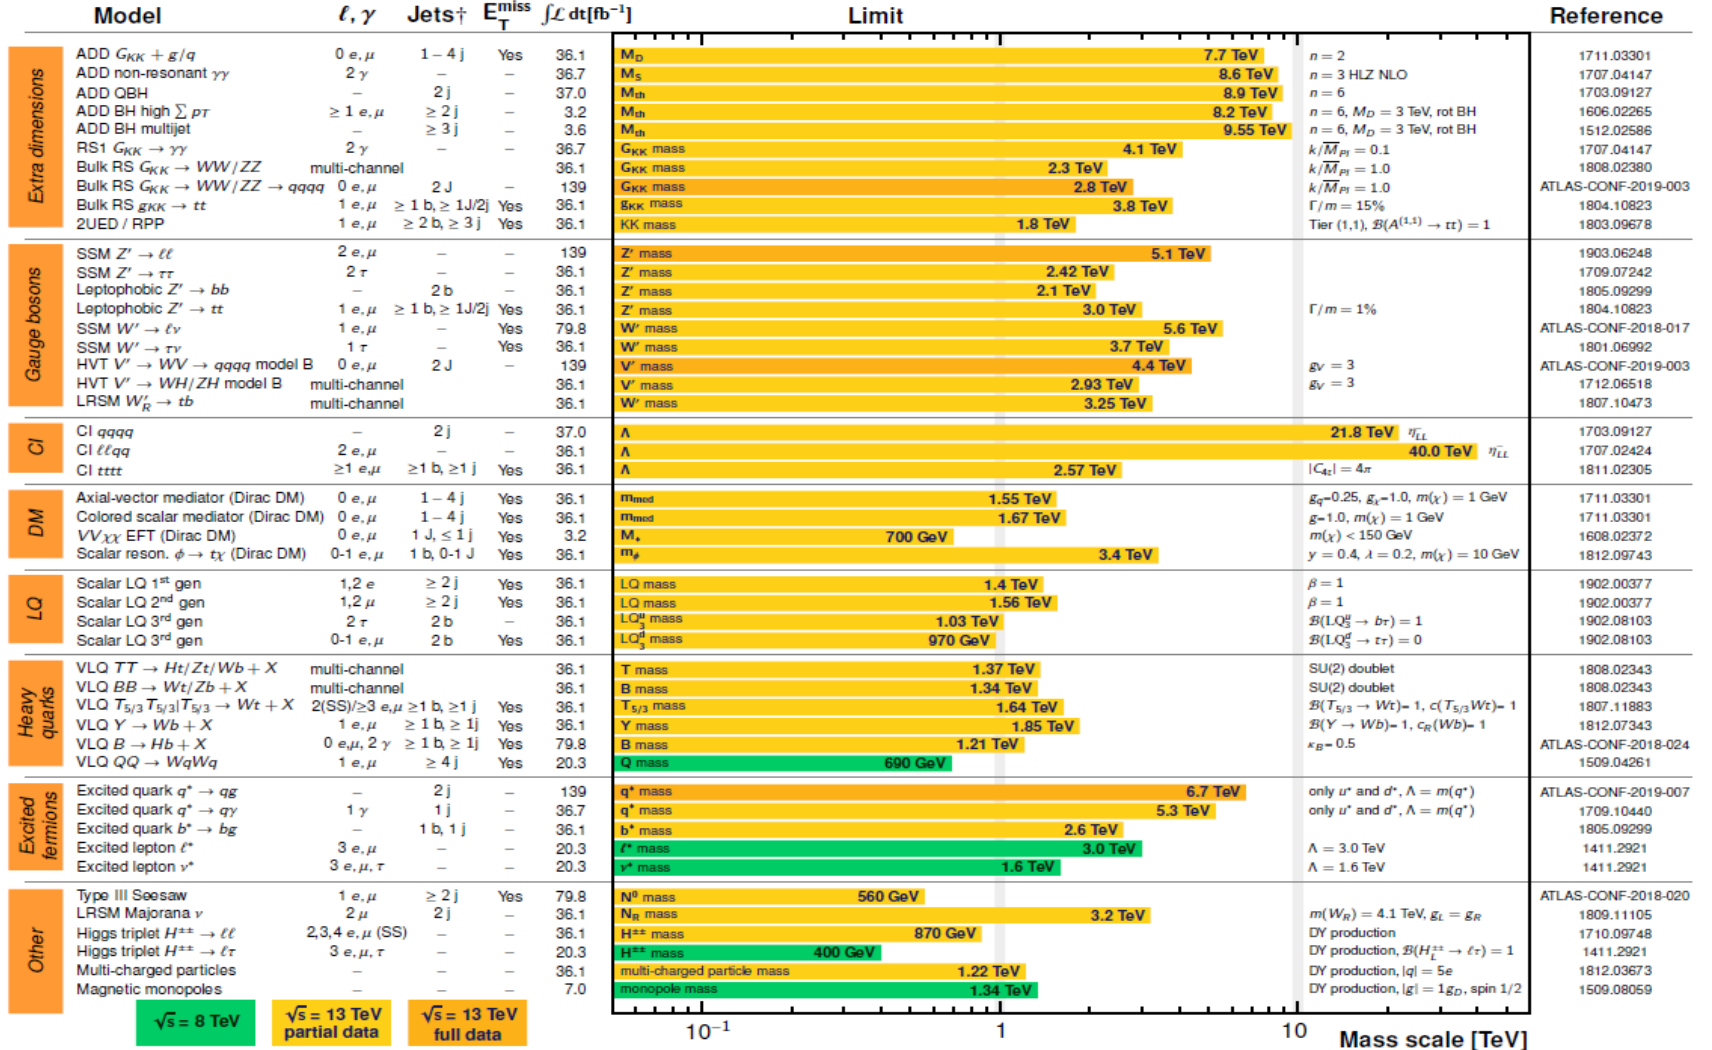 Model ℓ, γ Jets† E_T^miss ∫ℒ dt[fb⁻¹] Limit Reference
Extra dimensions
ADD G_KK + g/q 0 e, μ 1 – 4 j Yes 36.1 M_D 7.7 TeV n = 2 1711.03301
ADD non-resonant γγ 2 γ – – 36.7 M_S 8.6 TeV n = 3 HLZ NLO 1707.04147
ADD QBH – 2 j – 37.0 M_th 8.9 TeV n = 6 1703.09127
ADD BH high ∑ p_T ≥ 1 e, μ ≥ 2 j – 3.2 M_th 8.2 TeV n = 6, M_D = 3 TeV, rot BH 1606.02265
ADD BH multijet – ≥ 3 j – 3.6 M_th 9.55 TeV n = 6, M_D = 3 TeV, rot BH 1512.02586
RS1 G_KK → γγ 2 γ – – 36.7 G_KK mass 4.1 TeV k/M̅_Pl = 0.1 1707.04147
Bulk RS G_KK → WW/ZZ multi-channel 36.1 G_KK mass 2.3 TeV k/M̅_Pl = 1.0 1808.02380
Bulk RS G_KK → WW/ZZ → qqqq 0 e, μ 2 J – 139 G_KK mass 2.8 TeV k/M̅_Pl = 1.0 ATLAS-CONF-2019-003
Bulk RS g_KK → tt 1 e, μ ≥ 1 b, ≥ 1J/2j Yes 36.1 g_KK mass 3.8 TeV Γ/m = 15% 1804.10823
2UED / RPP 1 e, μ ≥ 2 b, ≥ 3 j Yes 36.1 KK mass 1.8 TeV Tier (1,1), ℬ(A^(1,1) → tt) = 1 1803.09678
Gauge bosons
SSM Z′ → ℓℓ 2 e, μ – – 139 Z′ mass 5.1 TeV 1903.06248
SSM Z′ → ττ 2 τ – – 36.1 Z′ mass 2.42 TeV 1709.07242
Leptophobic Z′ → bb – 2 b – 36.1 Z′ mass 2.1 TeV 1805.09299
Leptophobic Z′ → tt 1 e, μ ≥ 1 b, ≥ 1J/2j Yes 36.1 Z′ mass 3.0 TeV Γ/m = 1% 1804.10823
SSM W′ → ℓν 1 e, μ – Yes 79.8 W′ mass 5.6 TeV ATLAS-CONF-2018-017
SSM W′ → τν 1 τ – Yes 36.1 W′ mass 3.7 TeV 1801.06992
HVT V′ → WV → qqqq model B 0 e, μ 2 J – 139 V′ mass 4.4 TeV g_V = 3 ATLAS-CONF-2019-003
HVT V′ → WH/ZH model B multi-channel 36.1 V′ mass 2.93 TeV g_V = 3 1712.06518
LRSM W′_R → tb multi-channel 36.1 W′ mass 3.25 TeV 1807.10473
CI
CI qqqq – 2 j – 37.0 Λ 21.8 TeV η⁻_LL 1703.09127
CI ℓℓqq 2 e, μ – – 36.1 Λ 40.0 TeV η⁻_LL 1707.02424
CI tttt ≥1 e,μ ≥1 b, ≥1 j Yes 36.1 Λ 2.57 TeV |C_4t| = 4π 1811.02305
DM
Axial-vector mediator (Dirac DM) 0 e, μ 1 – 4 j Yes 36.1 m_med 1.55 TeV g_q=0.25, g_χ=1.0, m(χ) = 1 GeV 1711.03301
Colored scalar mediator (Dirac DM) 0 e, μ 1 – 4 j Yes 36.1 m_med 1.67 TeV g=1.0, m(χ) = 1 GeV 1711.03301
VVχχ EFT (Dirac DM) 0 e, μ 1 J, ≤ 1 j Yes 3.2 M_* 700 GeV m(χ) < 150 GeV 1608.02372
Scalar reson. ϕ → tχ (Dirac DM) 0-1 e, μ 1 b, 0-1 J Yes 36.1 m_ϕ 3.4 TeV y = 0.4, λ = 0.2, m(χ) = 10 GeV 1812.09743
LQ
Scalar LQ 1st gen 1,2 e ≥ 2 j Yes 36.1 LQ mass 1.4 TeV β = 1 1902.00377
Scalar LQ 2nd gen 1,2 μ ≥ 2 j Yes 36.1 LQ mass 1.56 TeV β = 1 1902.00377
Scalar LQ 3rd gen 2 τ 2 b – 36.1 LQ^u_3 mass 1.03 TeV ℬ(LQ^u_3 → bτ) = 1 1902.08103
Scalar LQ 3rd gen 0-1 e, μ 2 b Yes 36.1 LQ^d_3 mass 970 GeV ℬ(LQ^d_3 → tτ) = 0 1902.08103
Heavy quarks
VLQ TT → Ht/Zt/Wb + X multi-channel 36.1 T mass 1.37 TeV SU(2) doublet 1808.02343
VLQ BB → Wt/Zb + X multi-channel 36.1 B mass 1.34 TeV SU(2) doublet 1808.02343
VLQ T_5/3 T_5/3|T_5/3 → Wt + X 2(SS)/≥3 e,μ ≥1 b, ≥1 j Yes 36.1 T_5/3 mass 1.64 TeV ℬ(T_5/3 → Wt)= 1, c(T_5/3Wt)= 1 1807.11883
VLQ Y → Wb + X 1 e, μ ≥ 1 b, ≥ 1j Yes 36.1 Y mass 1.85 TeV ℬ(Y → Wb)= 1, c_R(Wb)= 1 1812.07343
VLQ B → Hb + X 0 e,μ, 2 γ ≥ 1 b, ≥ 1j Yes 79.8 B mass 1.21 TeV κ_B= 0.5 ATLAS-CONF-2018-024
VLQ QQ → WqWq 1 e, μ ≥ 4 j Yes 20.3 Q mass 690 GeV 1509.04261
Excited fermions
Excited quark q* → qg – 2 j – 139 q* mass 6.7 TeV only u* and d*, Λ = m(q*) ATLAS-CONF-2019-007
Excited quark q* → qγ 1 γ 1 j – 36.7 q* mass 5.3 TeV only u* and d*, Λ = m(q*) 1709.10440
Excited quark b* → bg – 1 b, 1 j – 36.1 b* mass 2.6 TeV 1805.09299
Excited lepton ℓ* 3 e, μ – – 20.3 ℓ* mass 3.0 TeV Λ = 3.0 TeV 1411.2921
Excited lepton ν* 3 e, μ, τ – – 20.3 ν* mass 1.6 TeV Λ = 1.6 TeV 1411.2921
Other
Type III Seesaw 1 e, μ ≥ 2 j Yes 79.8 N⁰ mass 560 GeV ATLAS-CONF-2018-020
LRSM Majorana ν 2 μ 2 j – 36.1 N_R mass 3.2 TeV m(W_R) = 4.1 TeV, g_L = g_R 1809.11105
Higgs triplet H±± → ℓℓ 2,3,4 e, μ (SS) – – 36.1 H±± mass 870 GeV DY production 1710.09748
Higgs triplet H±± → ℓτ 3 e, μ, τ – – 20.3 H±± mass 400 GeV DY production, ℬ(H_L±± → ℓτ) = 1 1411.2921
Multi-charged particles – – – 36.1 multi-charged particle mass 1.22 TeV DY production, |q| = 5e 1812.03673
Magnetic monopoles – – – 7.0 monopole mass 1.34 TeV DY production, |g| = 1g_D, spin 1/2 1509.08059
√s = 8 TeV √s = 13 TeV partial data √s = 13 TeV full data
10⁻¹ 1 10
Mass scale [TeV]